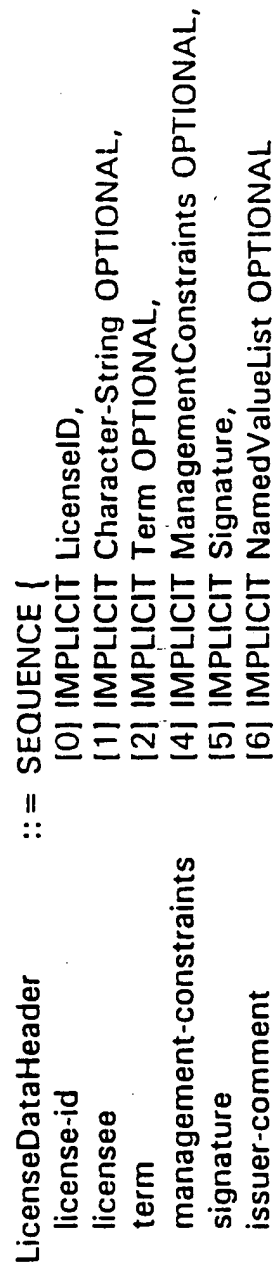 LicenseDataHeader ::= SEQUENCE {
license-id [0] IMPLICIT LicenseID,
licensee [1] IMPLICIT Character-String OPTIONAL,
term [2] IMPLICIT Term OPTIONAL,
management-constraints [4] IMPLICIT ManagementConstraints OPTIONAL,
signature [5] IMPLICIT Signature,
issuer-comment [6] IMPLICIT NamedValueList OPTIONAL